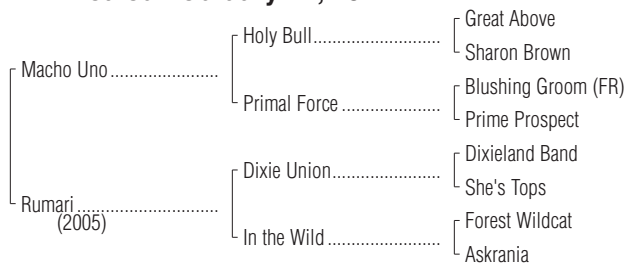 Great Above
Holy Bull
Sharon Brown
Macho Uno
Blushing Groom (FR)
Primal Force
Prime Prospect
Dixieland Band
Dixie Union
She's Tops
Rumari
(2005)
Forest Wildcat
In the Wild
Askrania